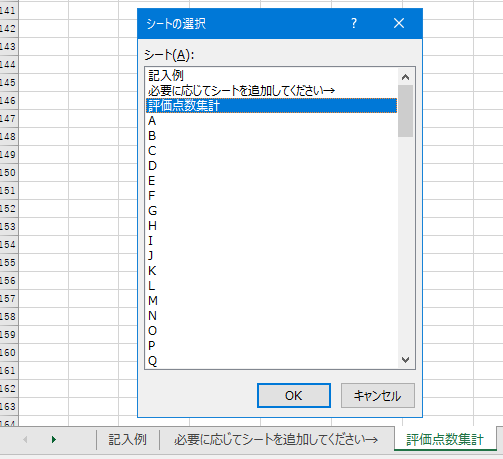 141
142
143
144
145
146
147
148
149
150
151
152
153
154
155
156
157
158
159
160
161
162
163
164
シートの選択
?
シート(A):
記入例
必要に応じてシートを追加してください→
評価点数集計
A
B
C
D
E
F
G
H
I
J
K
L
M
N
O
P
Q
OK
キャンセル
記入例
必要に応じてシートを追加してください→
評価点数集計